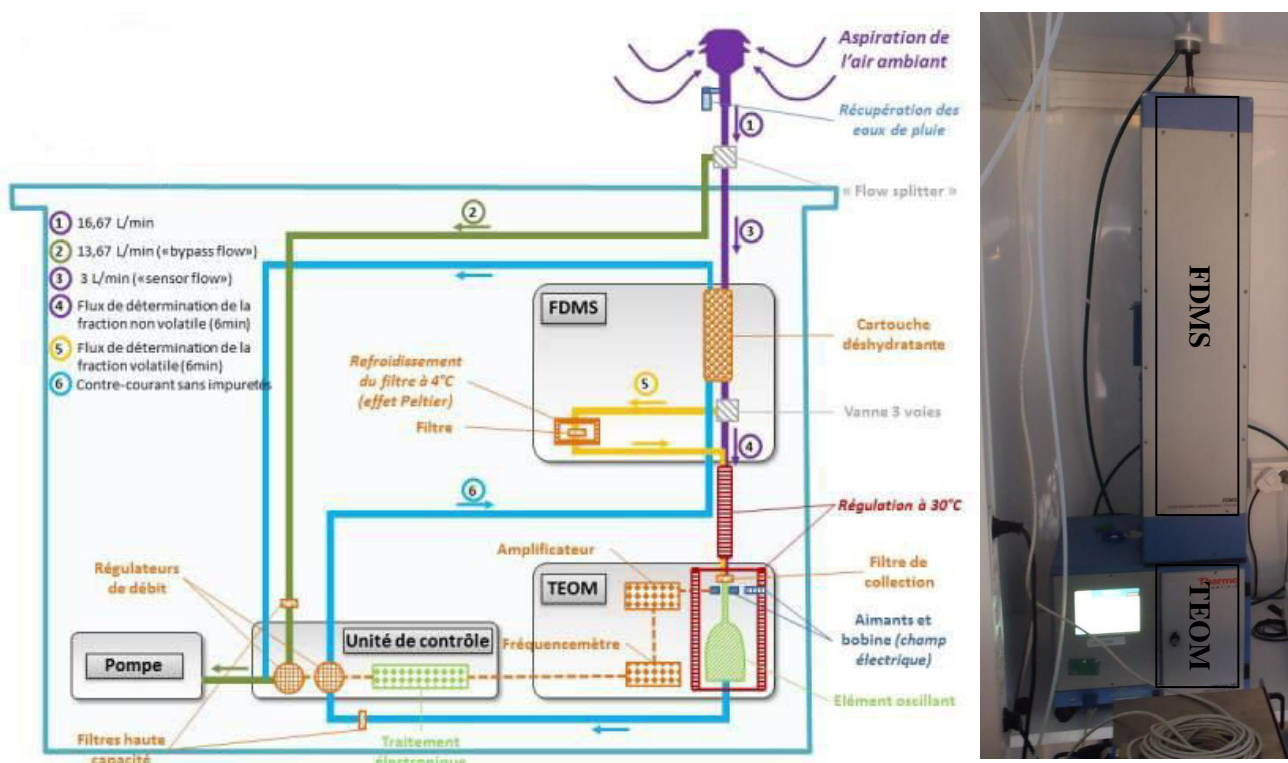 Aspiration de
l'air ambiant
Récupération des
eaux de pluie
1
« Flow splitter »
2
3
1 16,67 L/min
2 13,67 L/min («bypass flow»)
3 3 L/min («sensor flow»)
4 Flux de détermination de la
fraction non volatile (6min)
5 Flux de détermination de la
fraction volatile (6min)
6 Contre-courant sans impuretés
FDMS
Cartouche
déshydratante
Refroidissement
du filtre à 4°C
(effet Peltier)
Filtre
5
Vanne 3 voies
4
6
Régulation à 30°C
Amplificateur
Filtre de
collection
TEOM
Aimants et
bobine (champ
électrique)
Régulateurs
de débit
Unité de contrôle
Fréquencemètre
Pompe
Elément oscillant
Filtres haute
capacité
Traitement
électronique
FDMS
FDMS
Thermo
TEOM